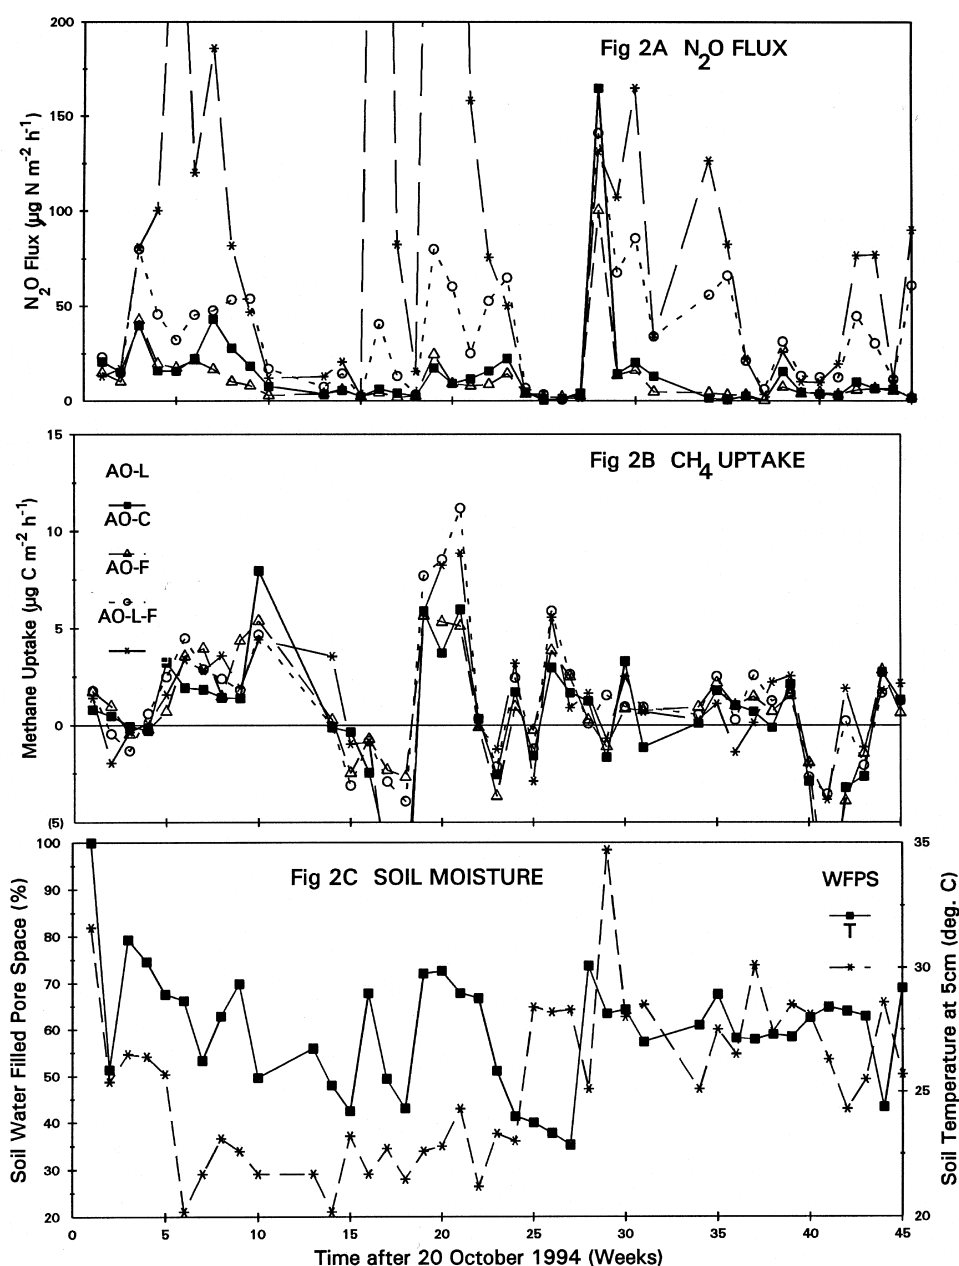 Fig 2A N2O FLUX
N2O Flux (µg N m-2 h-1)
200
150
100
50
0
Fig 2B CH4 UPTAKE
Methane Uptake (µg C m-2 h-1)
15
10
5
0
(5)
AO-L
AO-C
AO-F
AO-L-F
Fig 2C SOIL MOISTURE
Soil Water Filled Pore Space (%)
100
90
80
70
60
50
40
30
20
WFPS
T
35
30
25
20
Soil Temperature at 5cm (deg. C)
0 5 10 15 20 25 30 35 40 45
Time after 20 October 1994 (Weeks)